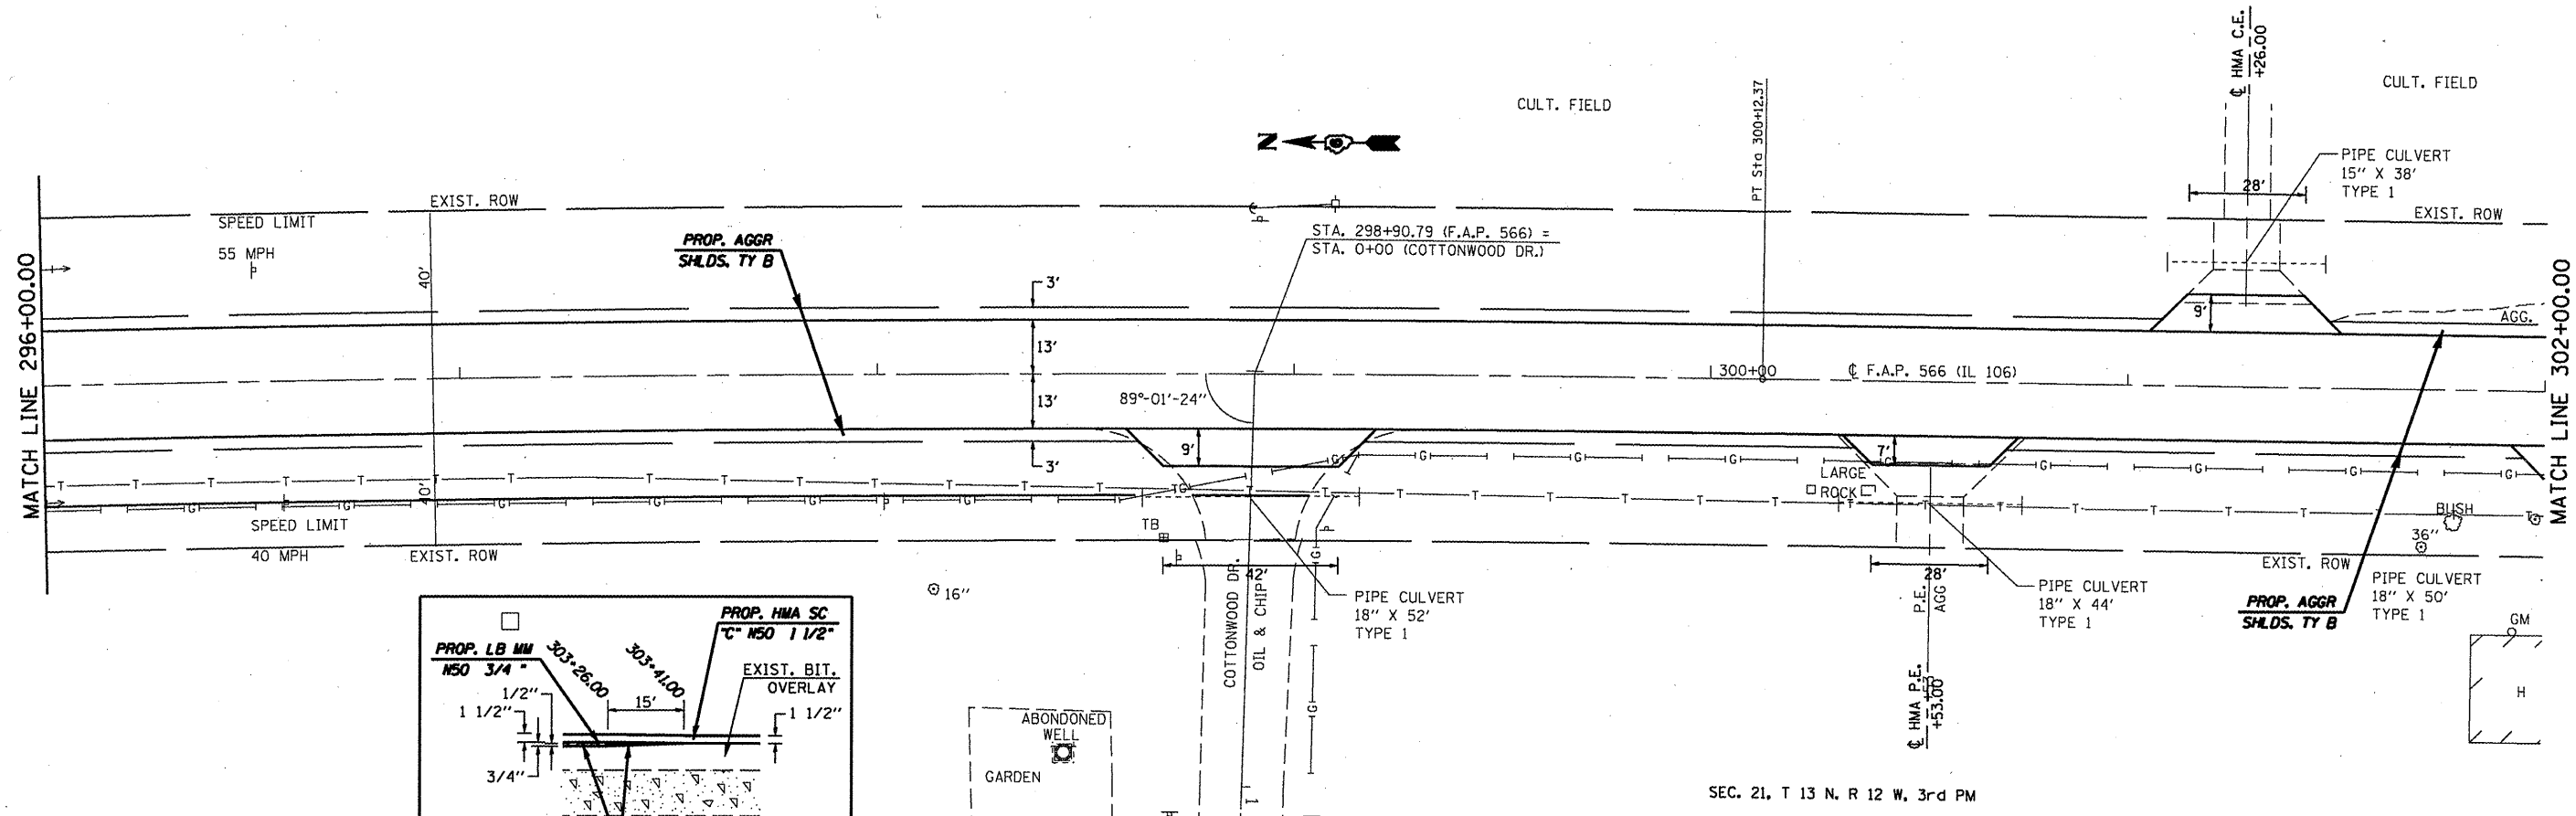 MATCH LINE 296+00.00
EXIST. ROW
SPEED LIMIT
55 MPH
40'
PROP. AGGR
SHLDS. TY B
3'
13'
13'
3'
N
STA. 298+90.79 (F.A.P. 566) =
STA. 0+00 (COTTONWOOD DR.)
89°-01'-24"
9'
CULT. FIELD
PT Sta 300+12.37
300+00
℄ F.A.P. 566 (IL 106)
℄ HMA C.E.
+26.00
CULT. FIELD
PIPE CULVERT
15" X 38'
TYPE 1
28'
EXIST. ROW
9'
AGG.
MATCH LINE 302+00.00
T T T T T T T T T TG T T T T T T T T T T T T T T
G G G G G G G G G G G G G G G G G
40'
SPEED LIMIT
40 MPH
EXIST. ROW
TB
42'
16"
COTTONWOOD DR.
OIL & CHIP
PIPE CULVERT
18" X 52'
TYPE 1
7'
LARGE
ROCK
28'
P.E.
AGG
℄ HMA P.E.
+53.00
PIPE CULVERT
18" X 44'
TYPE 1
BUSH
36"
EXIST. ROW
PROP. AGGR
SHLDS. TY B
PIPE CULVERT
18" X 50'
TYPE 1
GM
H
PROP. LB MM
N50 3/4"
303+26.00
303+41.00
PROP. HMA SC
"C" N50 1 1/2"
EXIST. BIT.
OVERLAY
15'
1/2"
1 1/2"
1 1/2"
3/4"
ABONDONED
WELL
GARDEN
1
SEC. 21, T 13 N, R 12 W, 3rd PM